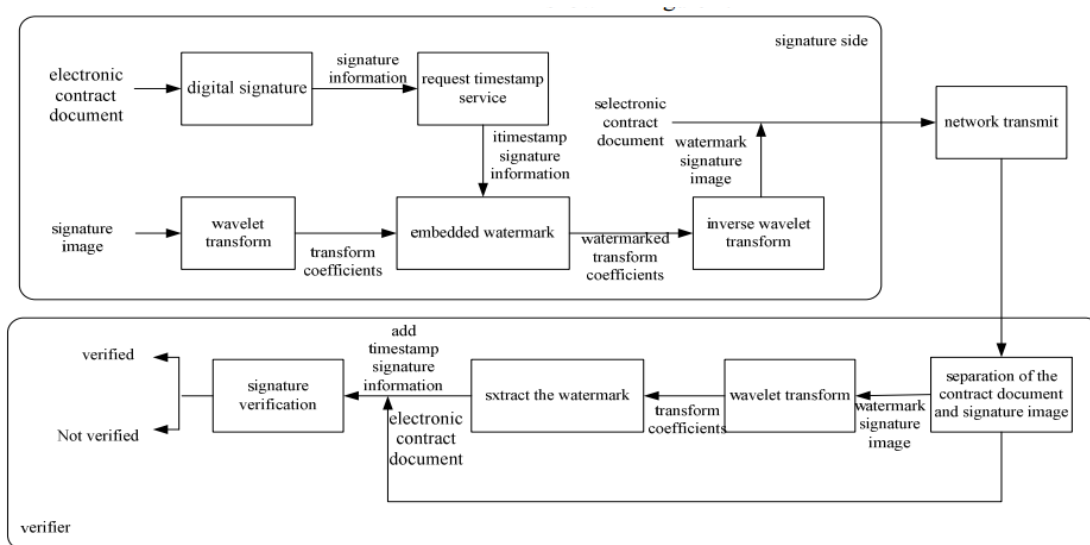 signature side
electronic
contract
document
digital signature
signature
information
request timestamp
service
selectronic
contract
document
watermark
signature
image
network transmit
itimestamp
signature
information
signature
image
wavelet
transform
transform
coefficients
embedded watermark
watermarked
transform
coefficients
inverse wavelet
transform
verified
Not verified
signature
verification
add
timestamp
signature
information
electronic
contract
document
sxtract the watermark
transform
coefficients
wavelet transform
watermark
signature
image
separation of the
contract document
and signature image
verifier